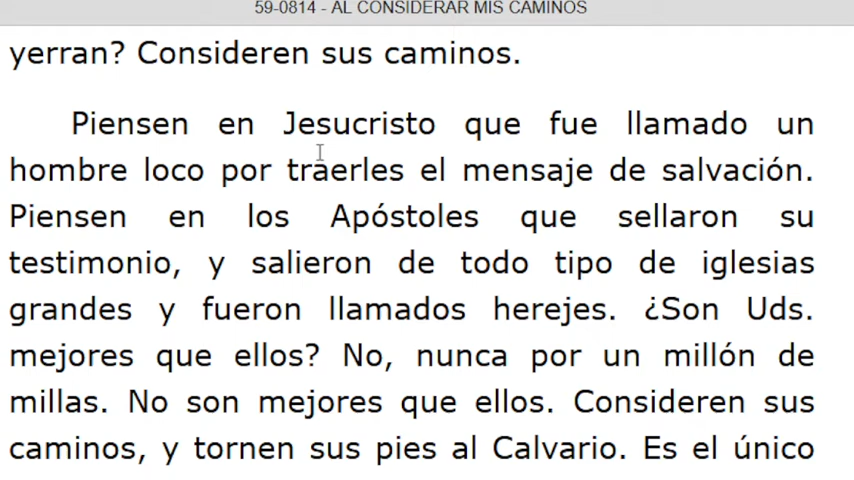 59-0814 - AL CONSIDERAR MIS CAMINOS
yerran? Consideren sus caminos.
Piensen en Jesucristo que fue llamado un
hombre loco por traerles el mensaje de salvación.
Piensen en los Apóstoles que sellaron su
testimonio, y salieron de todo tipo de iglesias
grandes y fueron llamados herejes. ¿Son Uds.
mejores que ellos? No, nunca por un millón de
millas. No son mejores que ellos. Consideren sus
caminos, y tornen sus pies al Calvario. Es el único